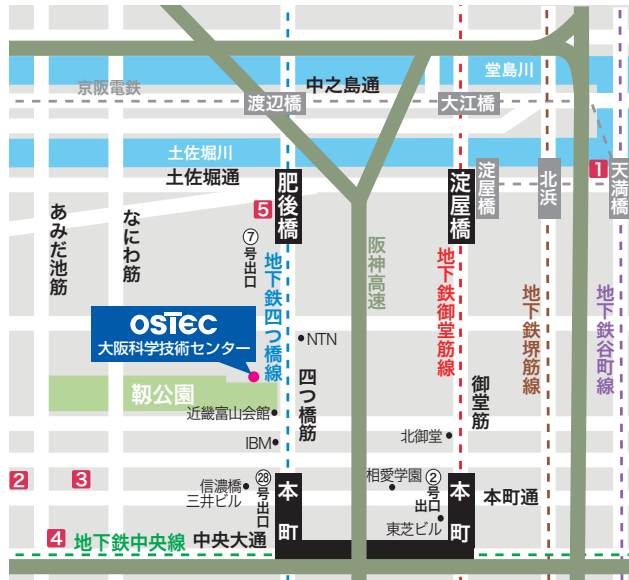 堂島川
京阪電鉄
中之島通
渡辺橋
大江橋
土佐堀川
土佐堀通
肥後橋
淀屋橋
淀屋橋
北浜
1
天満橋
5
あみだ池筋
なにわ筋
⑦号出口
地下鉄四つ橋線
阪神高速
地下鉄御堂筋線
地下鉄堺筋線
地下鉄谷町線
OSTEC
大阪科学技術センター
NTN
四つ橋筋
御堂筋
靭公園
近畿富山会館
IBM
北御堂
2
3
信濃橋
三井ビル
㉘号出口
本町
相愛学園
②号出口
東芝ビル
本町
本町通
4
地下鉄中央線
中央大通